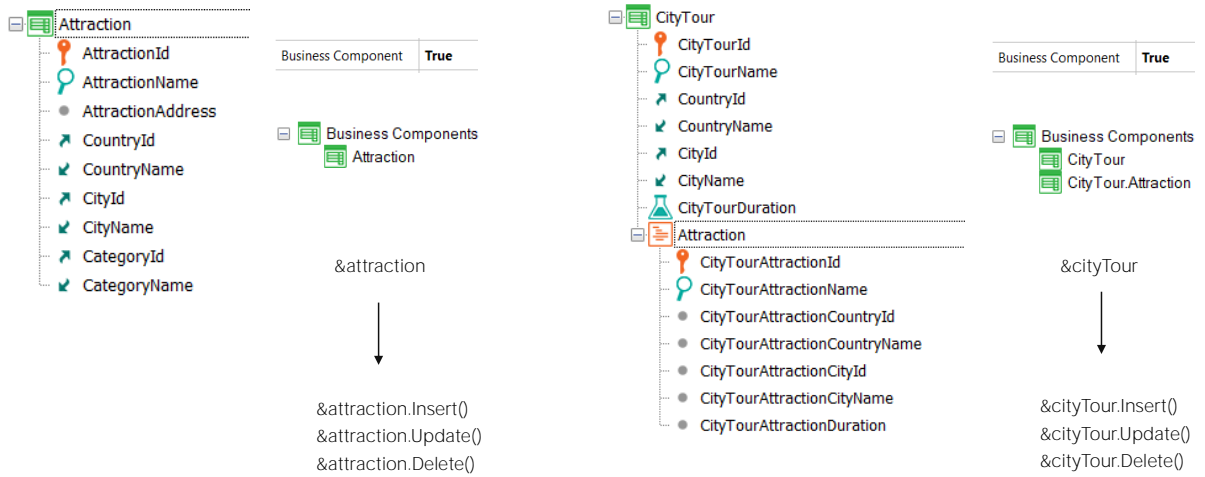 Attraction
AttractionId
AttractionName
AttractionAddress
CountryId
CountryName
CityId
CityName
CategoryId
CategoryName
Business Component True
Business Components
Attraction
&attraction
&attraction.Insert()
&attraction.Update()
&attraction.Delete()
CityTour
CityTourId
CityTourName
CountryId
CountryName
CityId
CityName
CityTourDuration
Attraction
CityTourAttractionId
CityTourAttractionName
CityTourAttractionCountryId
CityTourAttractionCountryName
CityTourAttractionCityId
CityTourAttractionCityName
CityTourAttractionDuration
Business Component True
Business Components
CityTour
CityTour.Attraction
&cityTour
&cityTour.Insert()
&cityTour.Update()
&cityTour.Delete()